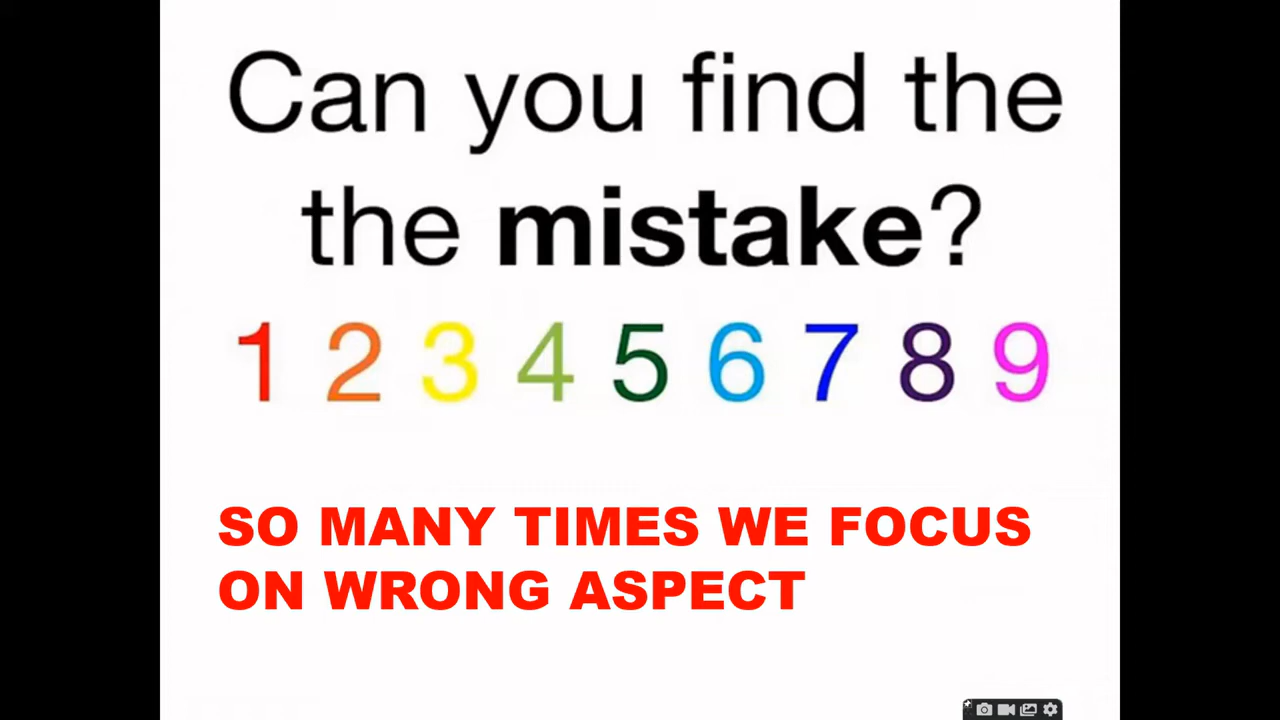 Can you find the
the mistake?
1 2 3 4 5 6 7 8 9
SO MANY TIMES WE FOCUS
ON WRONG ASPECT